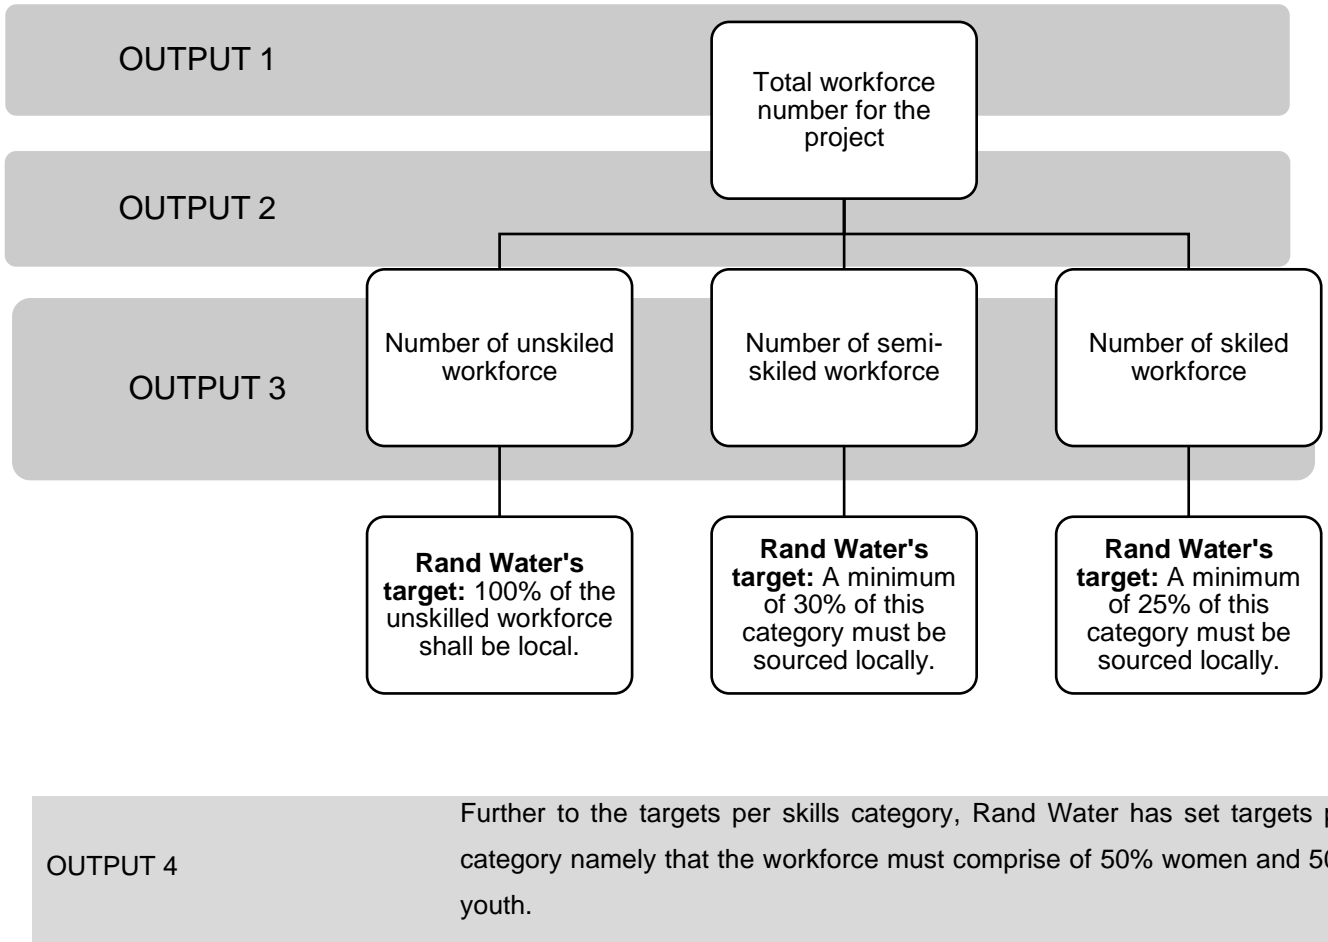 OUTPUT 1
Total workforce
number for the
project
OUTPUT 2
OUTPUT 3
Number of unskiled
workforce
Number of semi-
skiled workforce
Number of skiled
workforce
Rand Water's
target: 100% of the
unskilled workforce
shall be local.
Rand Water's
target: A minimum
of 30% of this
category must be
sourced locally.
Rand Water's
target: A minimum
of 25% of this
category must be
sourced locally.
OUTPUT 4
Further to the targets per skills category, Rand Water has set targets
category namely that the workforce must comprise of 50% women and
youth.